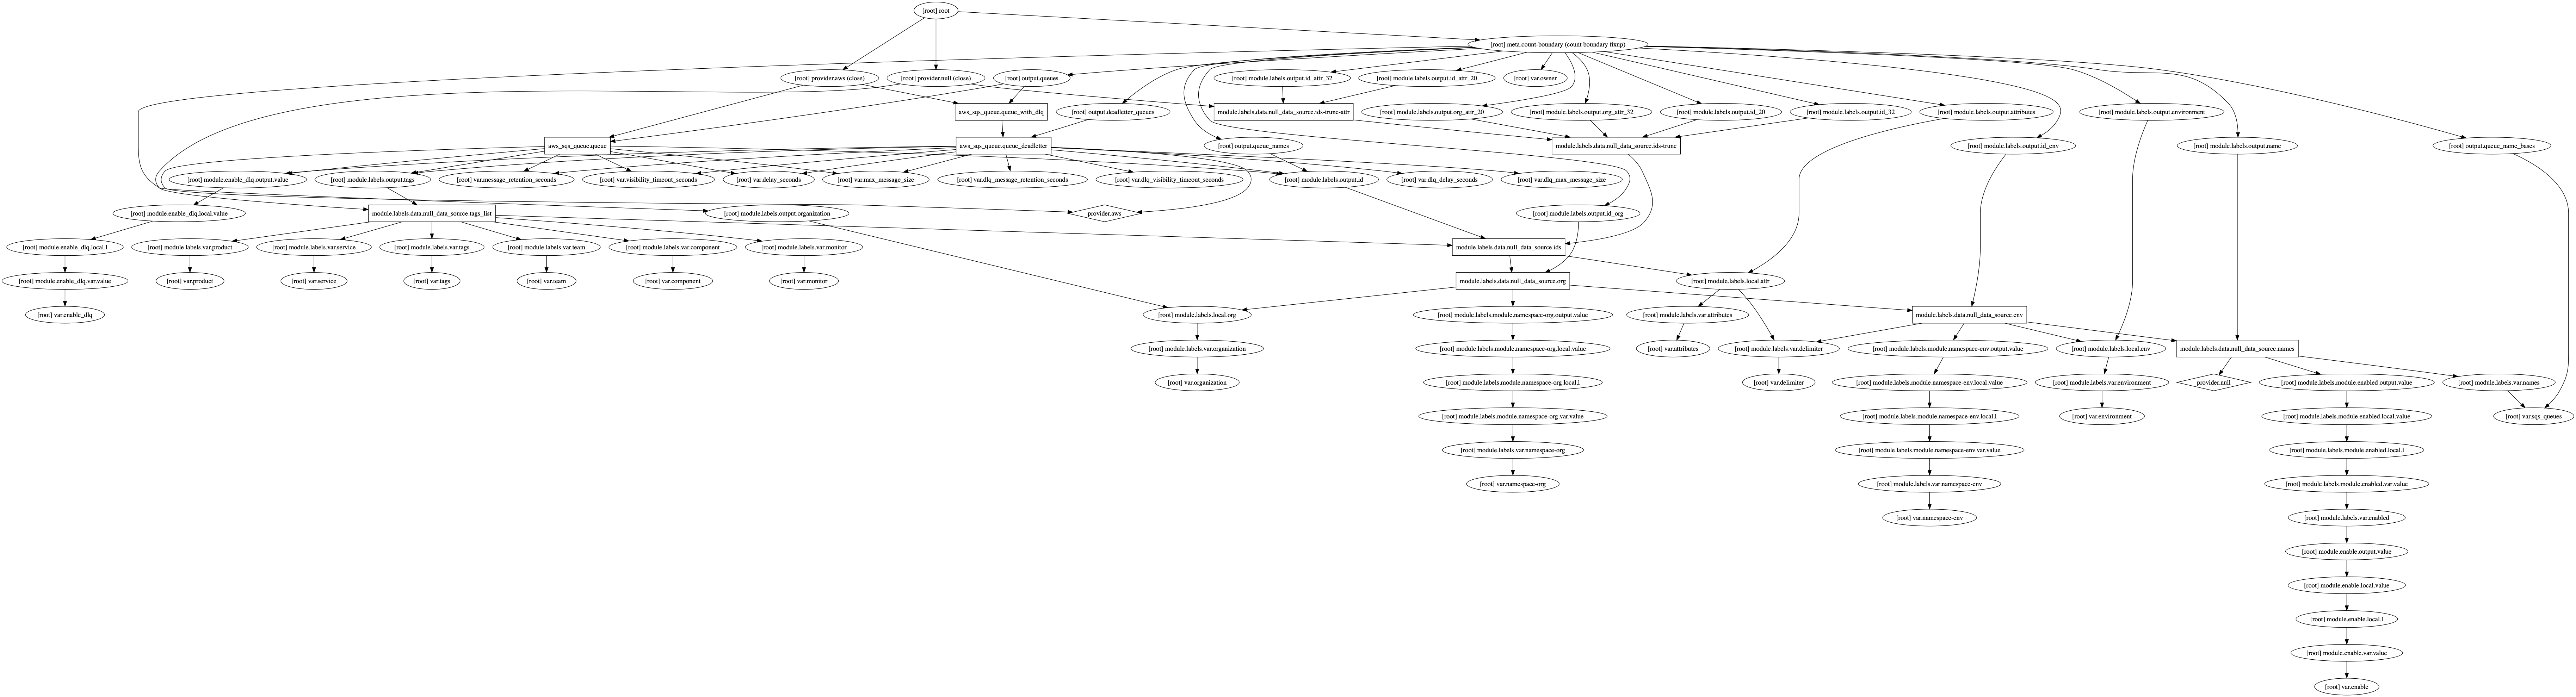 [root] root
[root] meta.count-boundary (count boundary fixup)
[root] provider.aws (close)
[root] provider.null (close)
[root] output.queues
[root] module.labels.output.id_attr_32
[root] module.labels.output.id_attr_20
[root] var.owner
aws_sqs_queue.queue_with_dlq
[root] output.deadletter_queues
module.labels.data.null_data_source.ids-trunc-attr
[root] module.labels.output.org_attr_20
[root] module.labels.output.org_attr_32
[root] module.labels.output.id_20
[root] module.labels.output.id_32
[root] module.labels.output.attributes
[root] module.labels.output.environment
aws_sqs_queue.queue
aws_sqs_queue.queue_deadletter
[root] output.queue_names
module.labels.data.null_data_source.ids-trunc
[root] module.labels.output.id_env
[root] module.labels.output.name
[root] output.queue_name_bases
[root] module.enable_dlq.output.value
[root] module.labels.output.tags
[root] var.message_retention_seconds
[root] var.visibility_timeout_seconds
[root] var.delay_seconds
[root] var.max_message_size
[root] var.dlq_message_retention_seconds
[root] var.dlq_visibility_timeout_seconds
[root] module.labels.output.id
[root] var.dlq_delay_seconds
[root] var.dlq_max_message_size
[root] module.enable_dlq.local.value
module.labels.data.null_data_source.tags_list
[root] module.labels.output.organization
provider.aws
[root] module.labels.output.id_org
[root] module.enable_dlq.local.l
[root] module.labels.var.product
[root] module.labels.var.service
[root] module.labels.var.tags
[root] module.labels.var.team
[root] module.labels.var.component
[root] module.labels.var.monitor
module.labels.data.null_data_source.ids
[root] module.enable_dlq.var.value
[root] var.product
[root] var.service
[root] var.tags
[root] var.team
[root] var.component
[root] var.monitor
module.labels.data.null_data_source.org
[root] module.labels.local.attr
[root] var.enable_dlq
[root] module.labels.local.org
[root] module.labels.module.namespace-org.output.value
[root] module.labels.var.attributes
module.labels.data.null_data_source.env
[root] module.labels.var.organization
[root] module.labels.module.namespace-org.local.value
[root] var.attributes
[root] module.labels.var.delimiter
[root] module.labels.module.namespace-env.output.value
[root] module.labels.local.env
module.labels.data.null_data_source.names
[root] var.organization
[root] module.labels.module.namespace-org.local.l
[root] var.delimiter
[root] module.labels.module.namespace-env.local.value
[root] module.labels.var.environment
provider.null
[root] module.labels.module.enabled.output.value
[root] module.labels.var.names
[root] module.labels.module.namespace-org.var.value
[root] module.labels.module.namespace-env.local.l
[root] var.environment
[root] module.labels.module.enabled.local.value
[root] var.sqs_queues
[root] module.labels.var.namespace-org
[root] module.labels.module.namespace-env.var.value
[root] module.labels.module.enabled.local.l
[root] var.namespace-org
[root] module.labels.var.namespace-env
[root] module.labels.module.enabled.var.value
[root] var.namespace-env
[root] module.labels.var.enabled
[root] module.enable.output.value
[root] module.enable.local.value
[root] module.enable.local.l
[root] module.enable.var.value
[root] var.enable